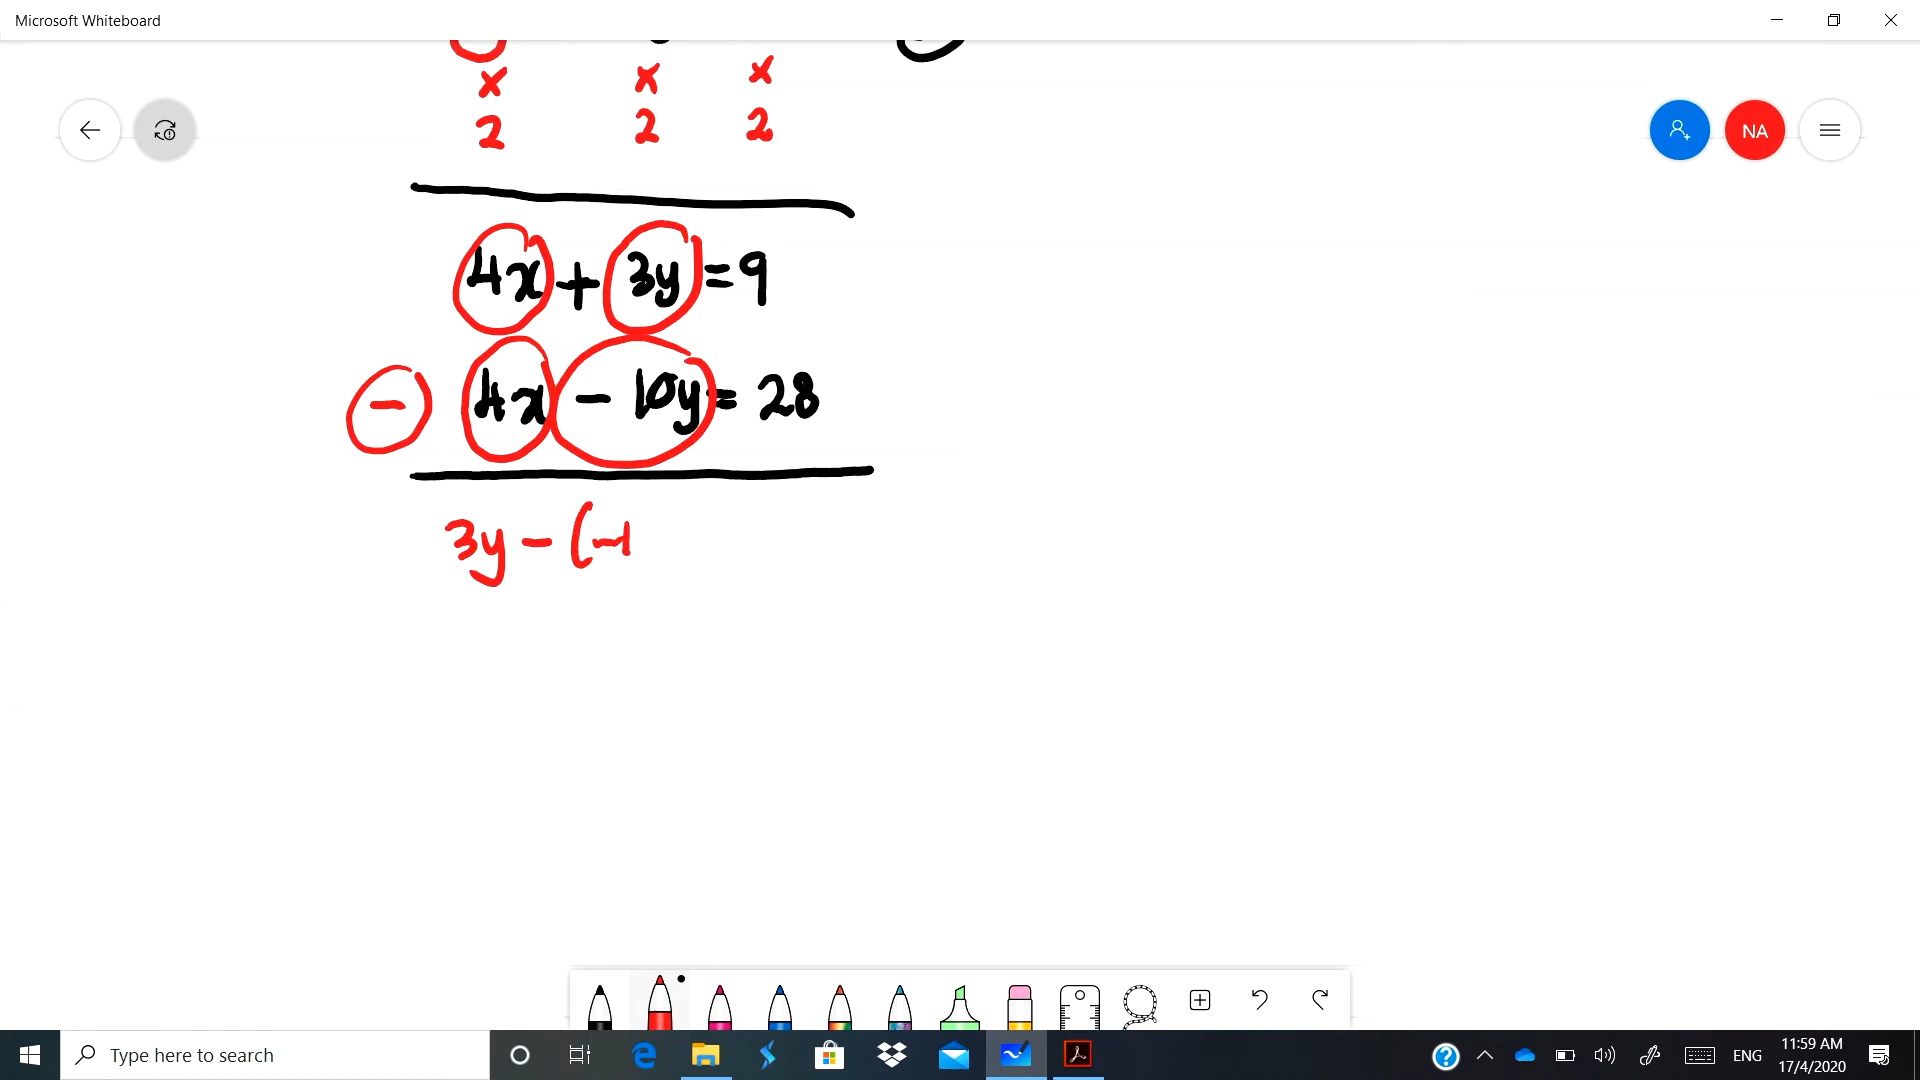 Microsoft Whiteboard
x x x
2 2 2
NA
4x + 3y = 9
- 4x - 10y = 28
3y - (-1
Type here to search
ENG
11:59 AM
17/4/2020